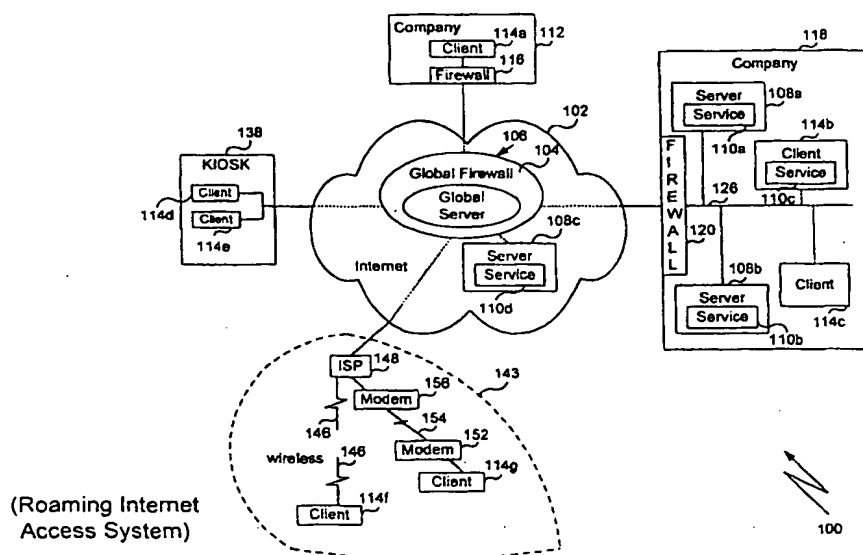 Company
114a
112
Client
116
Firewall
118
Company
Server
108a
Service
110a
114b
Client
Service
110c
126
FIREWALL
120
108b
Server
Service
110b
Client
114c
138
KIOSK
Client
114d
Client
114e
102
106
104
Global Firewall
Global
Server
Internet
108c
Server
Service
110d
ISP
148
143
156
Modem
154
146
152
Modem
wireless
146
114g
Client
114f
Client
(Roaming Internet
Access System)
100